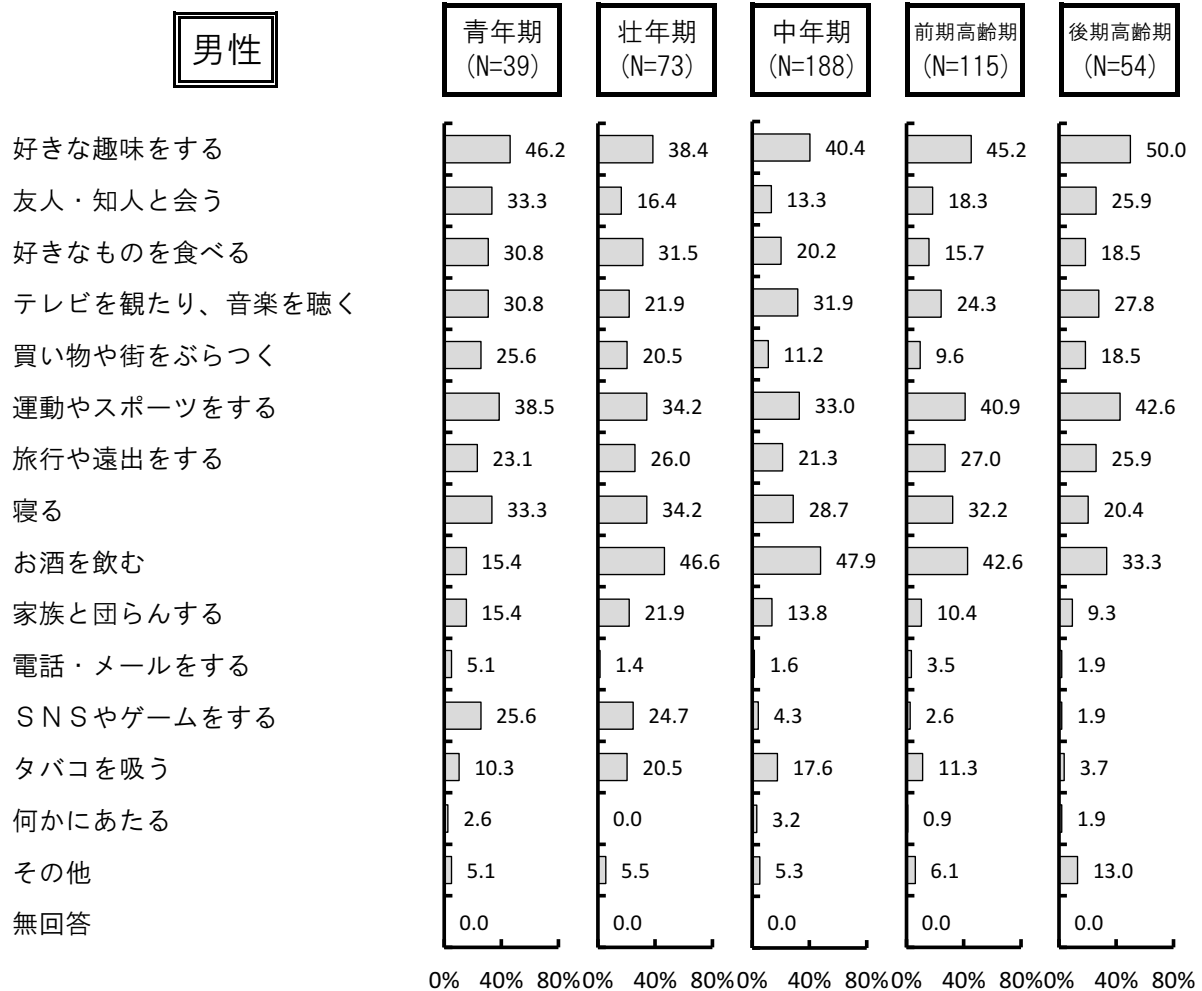 男性
青年期 壮年期 中年期 前期高齢期 後期高齢期
(N=39) (N=73) (N=188) (N=115) (N=54)
好きな趣味をする 46.2 38.4 40.4 45.2 50.0
友人・知人と会う 33.3 16.4 13.3 18.3 25.9
好きなものを食べる 30.8 31.5 20.2 15.7 18.5
テレビを観たり、音楽を聴く 30.8 21.9 31.9 24.3 27.8
買い物や街をぶらつく 25.6 20.5 11.2 9.6 18.5
運動やスポーツをする 38.5 34.2 33.0 40.9 42.6
旅行や遠出をする 23.1 26.0 21.3 27.0 25.9
寝る 33.3 34.2 28.7 32.2 20.4
お酒を飲む 15.4 46.6 47.9 42.6 33.3
家族と団らんする 15.4 21.9 13.8 10.4 9.3
電話・メールをする 5.1 1.4 1.6 3.5 1.9
ＳＮＳやゲームをする 25.6 24.7 4.3 2.6 1.9
タバコを吸う 10.3 20.5 17.6 11.3 3.7
何かにあたる 2.6 0.0 3.2 0.9 1.9
その他 5.1 5.5 5.3 6.1 13.0
無回答 0.0 0.0 0.0 0.0 0.0
0% 40% 80% 0% 40% 80% 0% 40% 80% 0% 40% 80% 0% 40% 80%